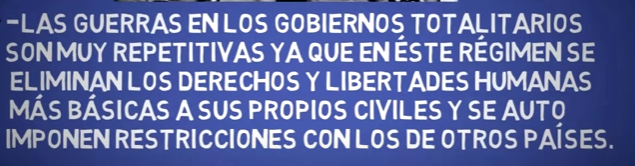 -LAS GUERRAS EN LOS GOBIERNOS TOTALITARIOS
SON MUY REPETITIVAS YA QUE EN ÉSTE RÉGIMEN SE
ELIMINAN LOS DERECHOS Y LIBERTADES HUMANAS
MÁS BÁSICAS A SUS PROPIOS CIVILES Y SE AUTO
IMPONEN RESTRICCIONES CON LOS DE OTROS PAÍSES.